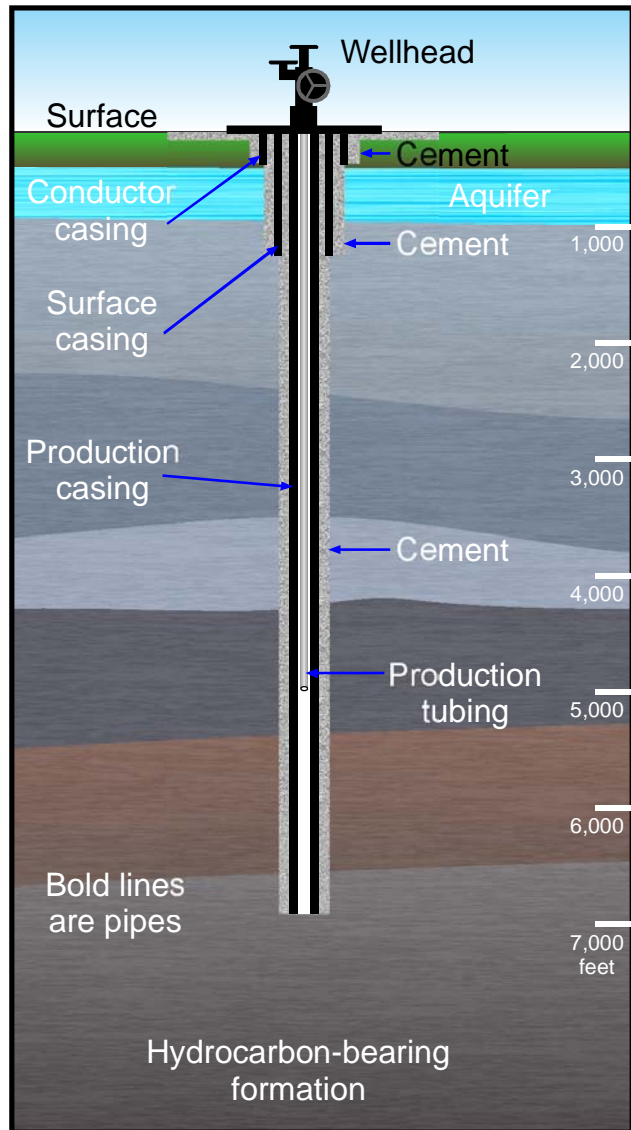 Wellhead
Surface
Cement
Conductor
casing
Aquifer
1,000
Cement
Surface
casing
2,000
Production
casing
3,000
Cement
4,000
Production
tubing
5,000
6,000
Bold lines
are pipes
7,000
feet
Hydrocarbon-bearing
formation